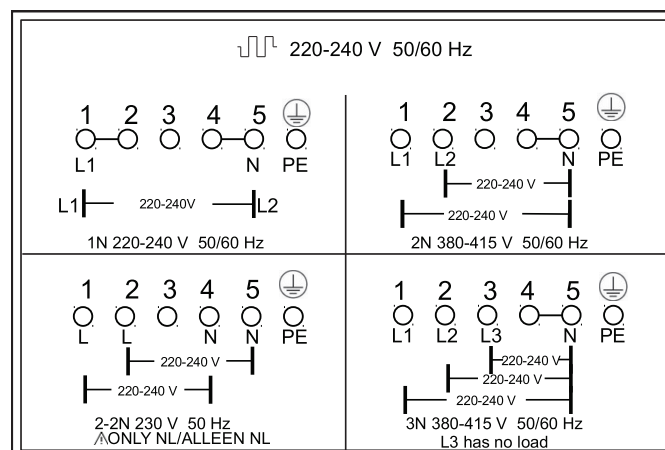 220-240 V 50/60 Hz
1 2 3 4 5
L1 N PE
L1 220-240V L2
1N 220-240 V 50/60 Hz
1 2 3 4 5
L1 L2 N PE
220-240 V
220-240 V
2N 380-415 V 50/60 Hz
1 2 3 4 5
L L N N PE
220-240 V
220-240 V
2-2N 230 V 50 Hz
⚠ONLY NL/ALLEEN NL
1 2 3 4 5
L1 L2 L3 N PE
220-240 V
220-240 V
220-240 V
3N 380-415 V 50/60 Hz
L3 has no load